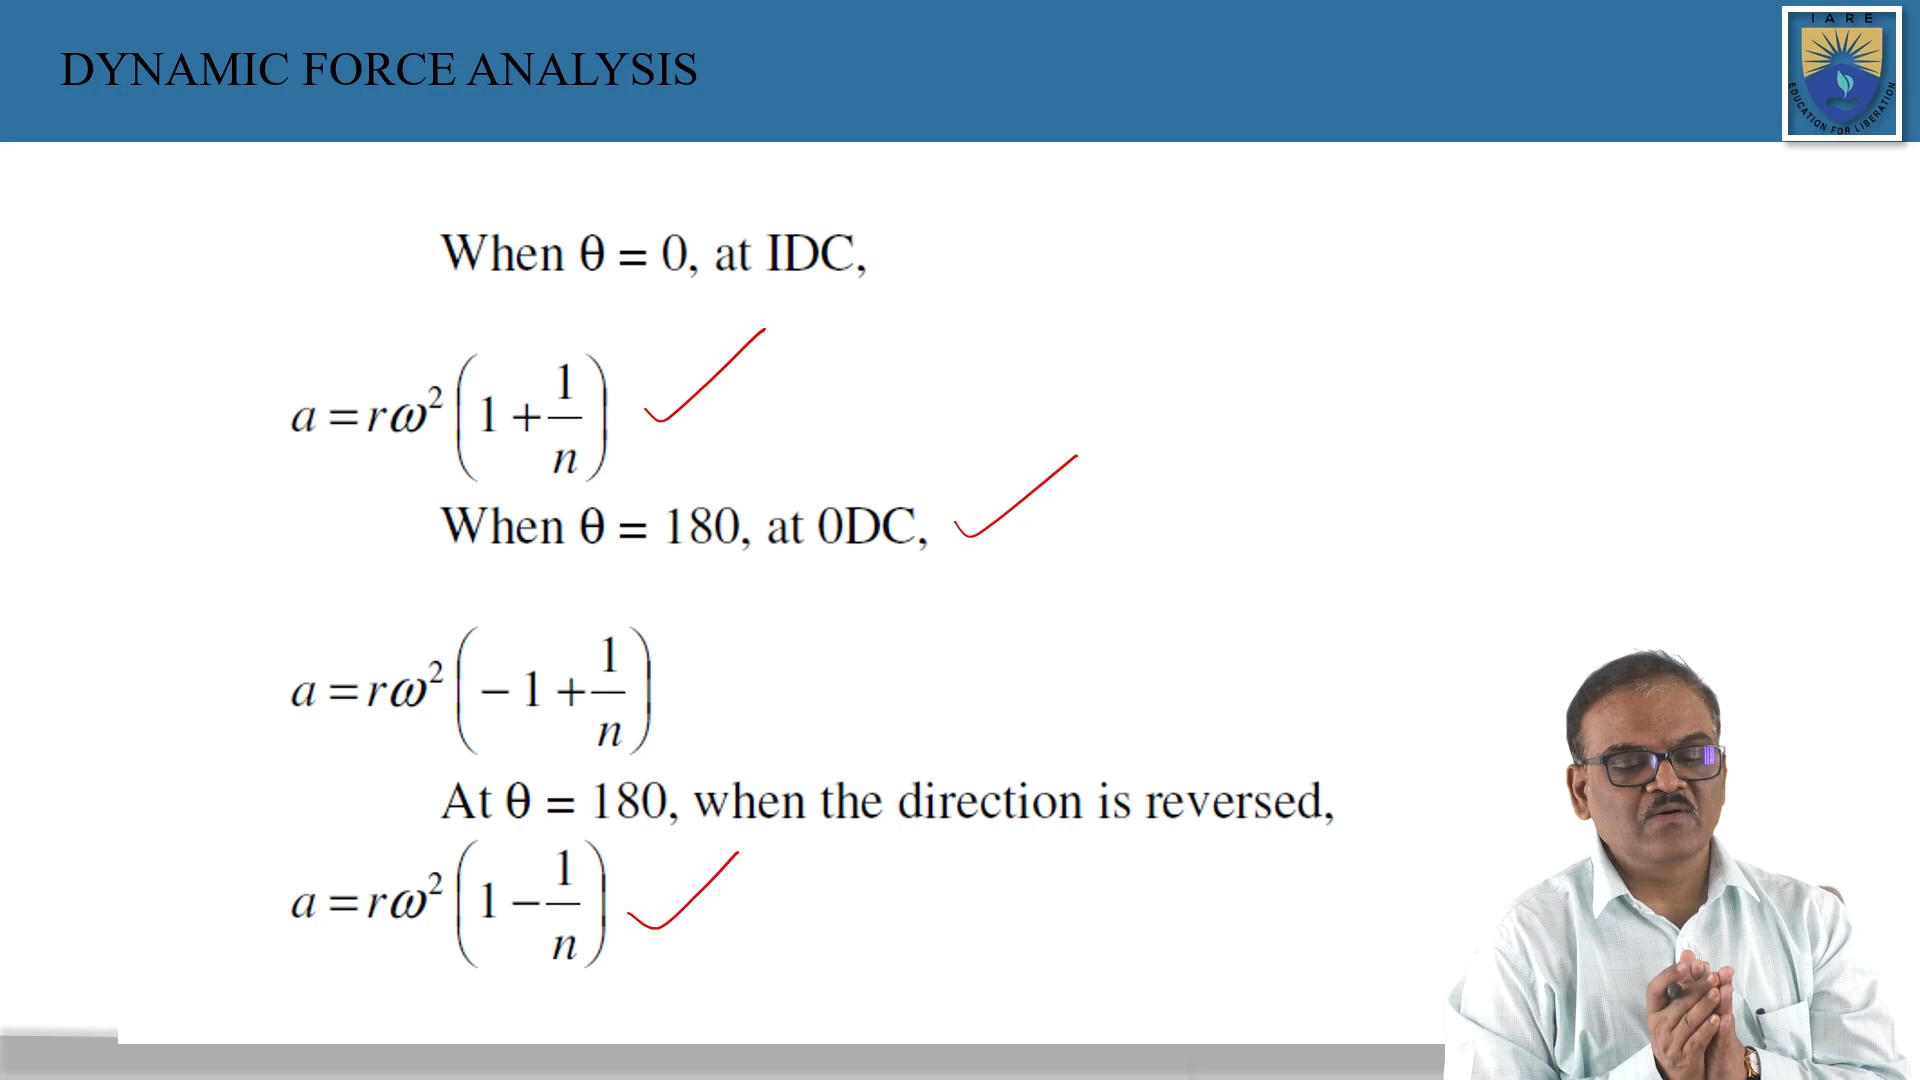 DYNAMIC FORCE ANALYSIS
IARE
EDUCATION FOR LIBERATION
When θ = 0, at IDC,
a = rω² (1 + 1/n)
When θ = 180, at 0DC,
a = rω² (− 1 + 1/n)
At θ = 180, when the direction is reversed,
a = rω² (1 − 1/n)